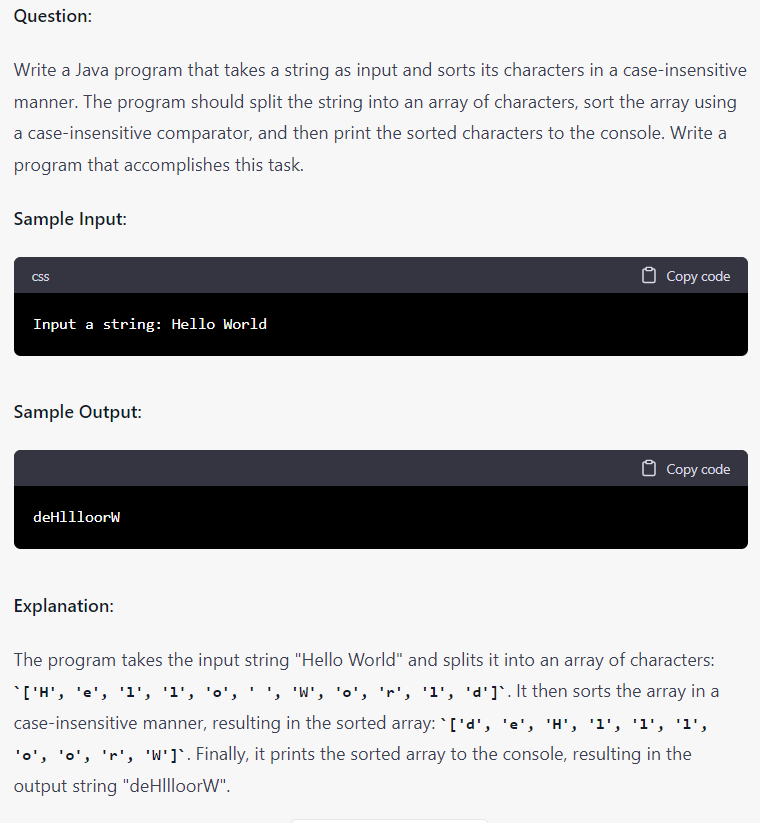 Question:
Write a Java program that takes a string as input and sorts its characters in a case-insensitive
manner. The program should split the string into an array of characters, sort the array using
a case-insensitive comparator, and then print the sorted characters to the console. Write a
program that accomplishes this task.
Sample Input:
css Copy code
Input a string: Hello World
Sample Output:
Copy code
deHllloorW
Explanation:
The program takes the input string "Hello World" and splits it into an array of characters:
`['H', 'e', 'l', 'l', 'o', ' ', 'W', 'o', 'r', 'l', 'd']`. It then sorts the array in a
case-insensitive manner, resulting in the sorted array: `['d', 'e', 'H', 'l', 'l', 'l',
'o', 'o', 'r', 'W']`. Finally, it prints the sorted array to the console, resulting in the
output string "deHllloorW".